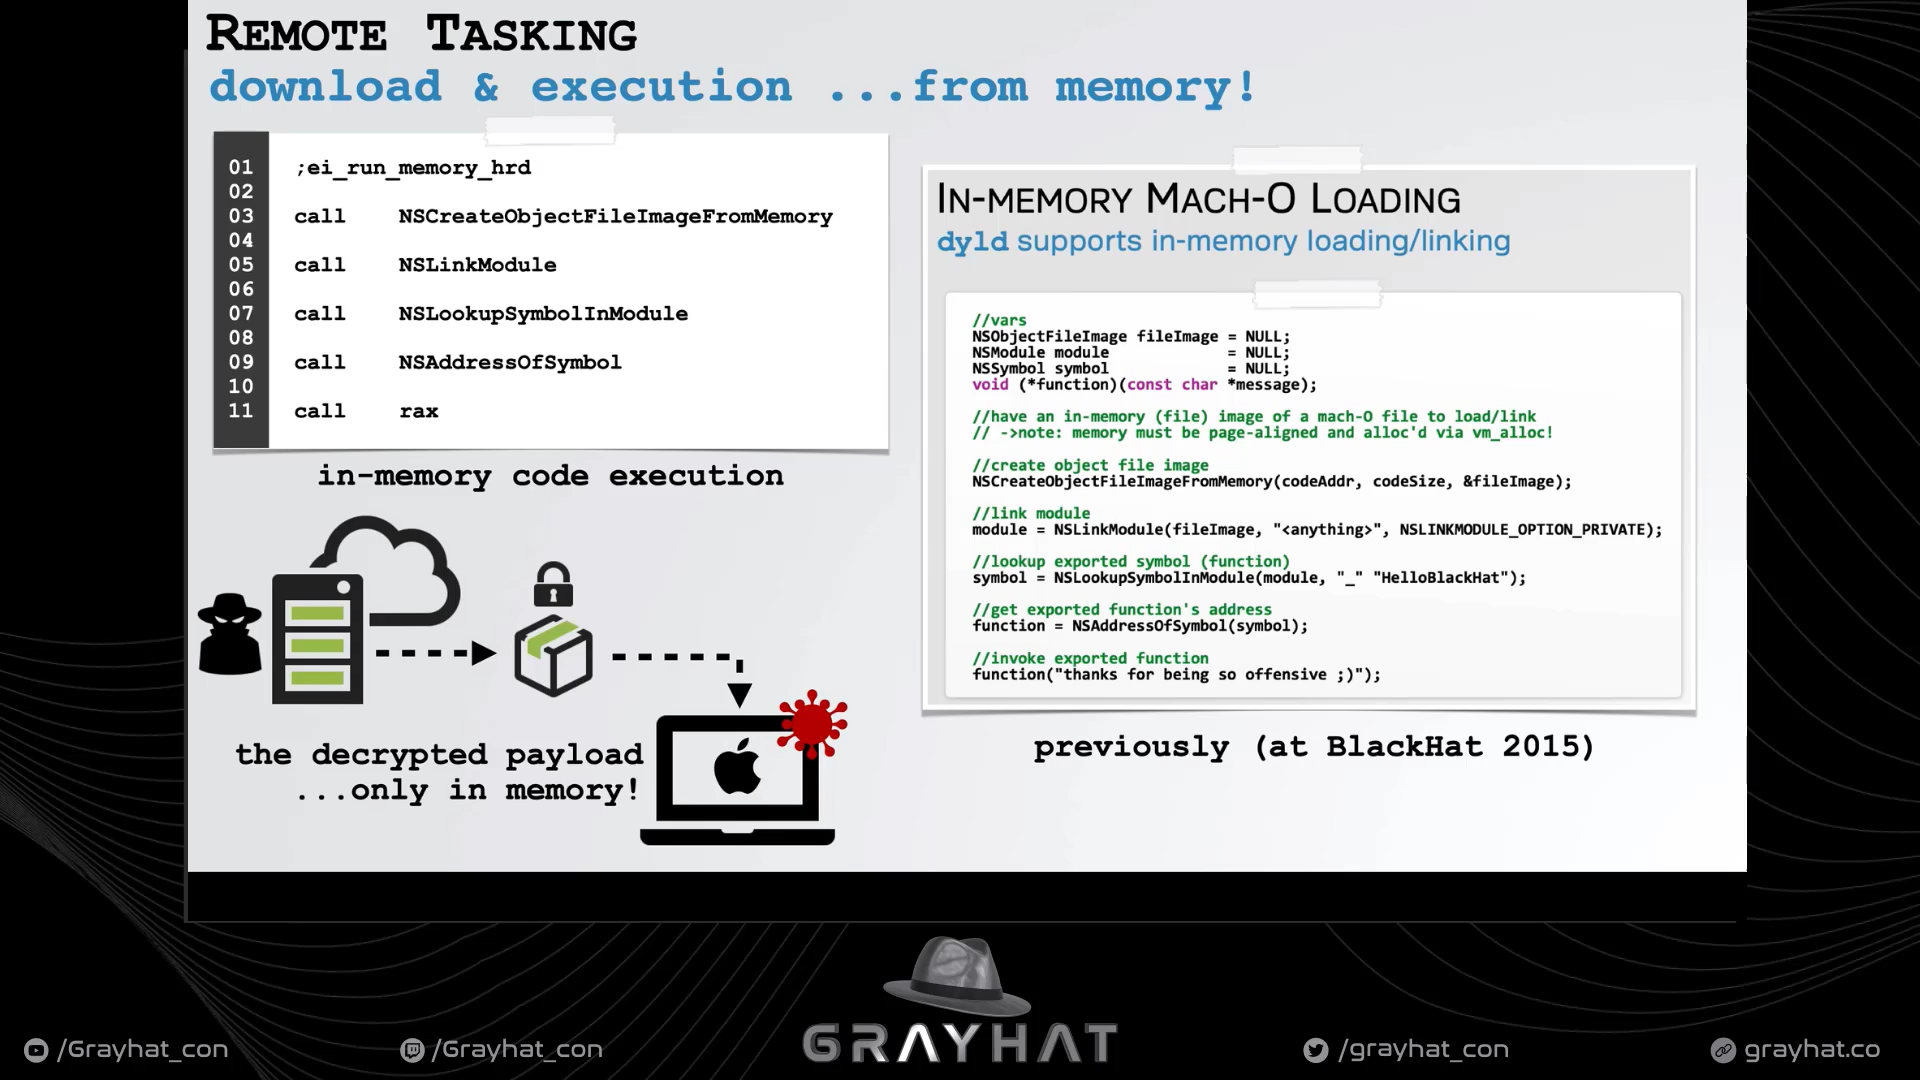 REMOTE TASKING
download & execution ...from memory!
01 ;ei_run_memory_hrd
02
03 call NSCreateObjectFileImageFromMemory
04
05 call NSLinkModule
06
07 call NSLookupSymbolInModule
08
09 call NSAddressOfSymbol
10
11 call rax
in-memory code execution
the decrypted payload
...only in memory!
IN-MEMORY MACH-O LOADING
dyld supports in-memory loading/linking
//vars
NSObjectFileImage fileImage = NULL;
NSModule module = NULL;
NSSymbol symbol = NULL;
void (*function)(const char *message);
//have an in-memory (file) image of a mach-O file to load/link
// ->note: memory must be page-aligned and alloc'd via vm_alloc!
//create object file image
NSCreateObjectFileImageFromMemory(codeAddr, codeSize, &fileImage);
//link module
module = NSLinkModule(fileImage, "<anything>", NSLINKMODULE_OPTION_PRIVATE);
//lookup exported symbol (function)
symbol = NSLookupSymbolInModule(module, "_" "HelloBlackHat");
//get exported function's address
function = NSAddressOfSymbol(symbol);
//invoke exported function
function("thanks for being so offensive ;)");
previously (at BlackHat 2015)
GRAYHAT
/Grayhat_con
/Grayhat_con
/grayhat_con
grayhat.co